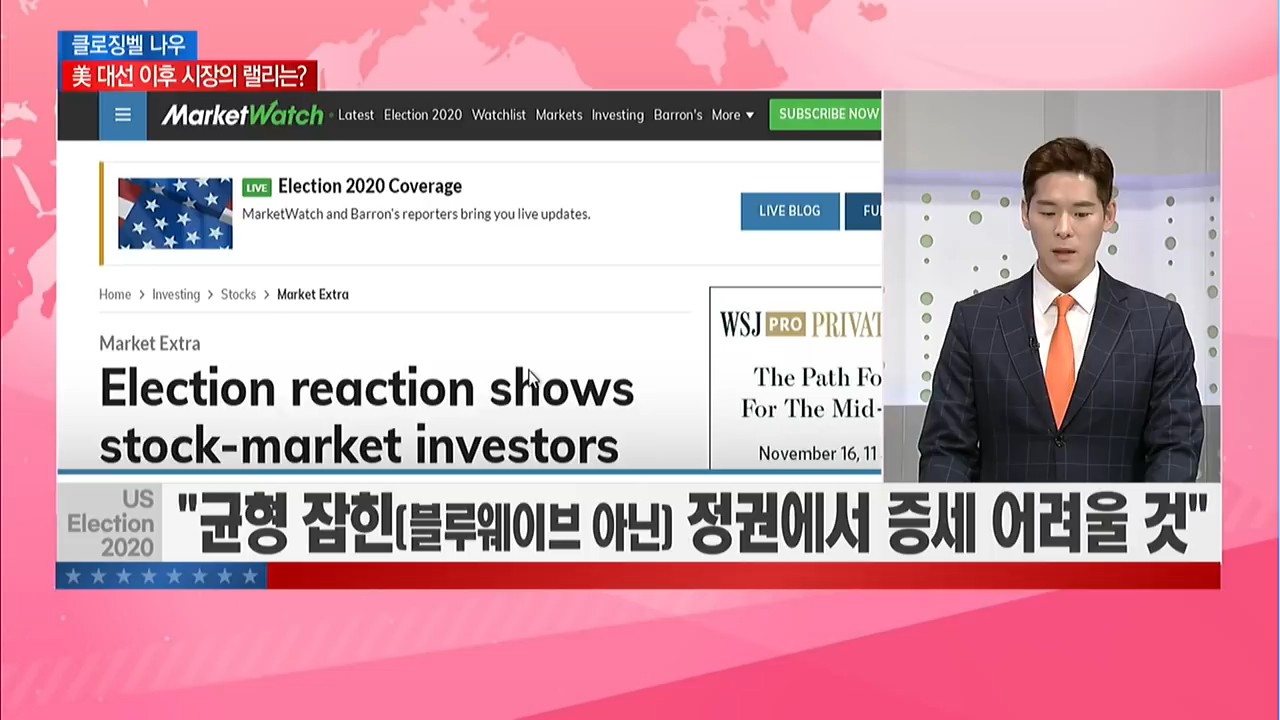 클로징벨 나우
美 대선 이후 시장의 랠리는?
MarketWatch
Latest Election 2020 Watchlist Markets Investing Barron's More SUBSCRIBE NOW
LIVE Election 2020 Coverage
MarketWatch and Barron's reporters bring you live updates.
LIVE BLOG FU
Home > Investing > Stocks > Market Extra
Market Extra
Election reaction shows
stock-market investors
WSJ PRO PRIVAT
The Path Fo
For The Mid-
November 16, 11
US
Election
2020
"균형 잡힌(블루웨이브 아닌) 정권에서 증세 어려울 것"